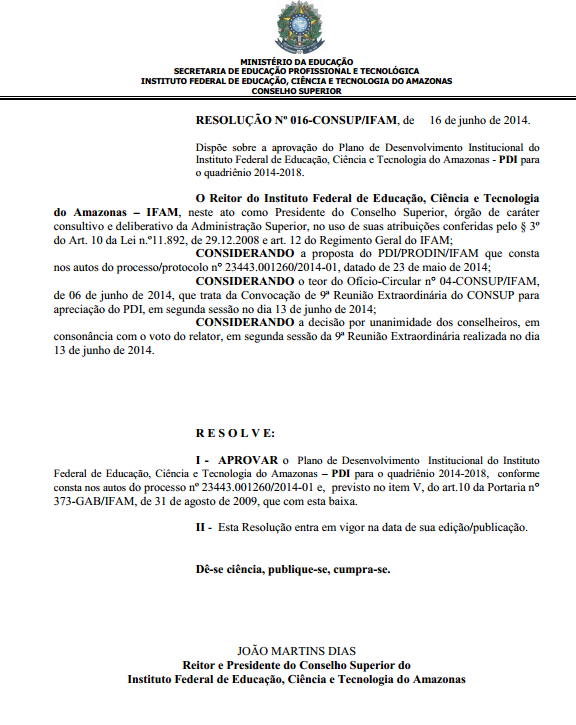 MINISTÉRIO DA EDUCAÇÃO
SECRETARIA DE EDUCAÇÃO PROFISSIONAL E TECNOLÓGICA
INSTITUTO FEDERAL DE EDUCAÇÃO, CIÊNCIA E TECNOLOGIA DO AMAZONAS
CONSELHO SUPERIOR
RESOLUÇÃO Nº 016-CONSUP/IFAM, de 16 de junho de 2014.
Dispõe sobre a aprovação do Plano de Desenvolvimento Institucional do
Instituto Federal de Educação, Ciência e Tecnologia do Amazonas - PDI para
o quadriênio 2014-2018.
O Reitor do Instituto Federal de Educação, Ciência e Tecnologia
do Amazonas – IFAM, neste ato como Presidente do Conselho Superior, órgão de caráter
consultivo e deliberativo da Administração Superior, no uso de suas atribuições conferidas pelo § 3º
do Art. 10 da Lei n.º11.892, de 29.12.2008 e art. 12 do Regimento Geral do IFAM;
CONSIDERANDO a proposta do PDI/PRODIN/IFAM que consta
nos autos do processo/protocolo n° 23443.001260/2014-01, datado de 23 de maio de 2014;
CONSIDERANDO o teor do Ofício-Circular n° 04-CONSUP/IFAM,
de 06 de junho de 2014, que trata da Convocação de 9ª Reunião Extraordinária do CONSUP para
apreciação do PDI, em segunda sessão no dia 13 de junho de 2014;
CONSIDERANDO a decisão por unanimidade dos conselheiros, em
consonância com o voto do relator, em segunda sessão da 9ª Reunião Extraordinária realizada no dia
13 de junho de 2014.
R E S O L V E:
I - APROVAR o Plano de Desenvolvimento Institucional do Instituto
Federal de Educação, Ciência e Tecnologia do Amazonas – PDI para o quadriênio 2014-2018, conforme
consta nos autos do processo nº 23443.001260/2014-01 e, previsto no item V, do art.10 da Portaria n°
373-GAB/IFAM, de 31 de agosto de 2009, que com esta baixa.
II - Esta Resolução entra em vigor na data de sua edição/publicação.
Dê-se ciência, publique-se, cumpra-se.
JOÃO MARTINS DIAS
Reitor e Presidente do Conselho Superior do
Instituto Federal de Educação, Ciência e Tecnologia do Amazonas